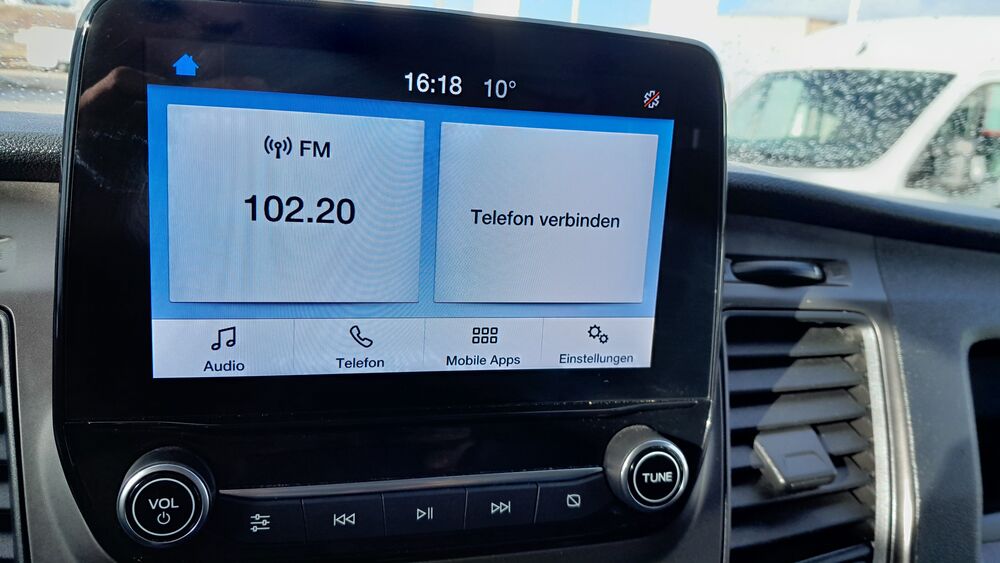 16:18 10°
FM
102.20
Telefon verbinden
Audio
Telefon
Mobile Apps
Einstellungen
VOL
TUNE